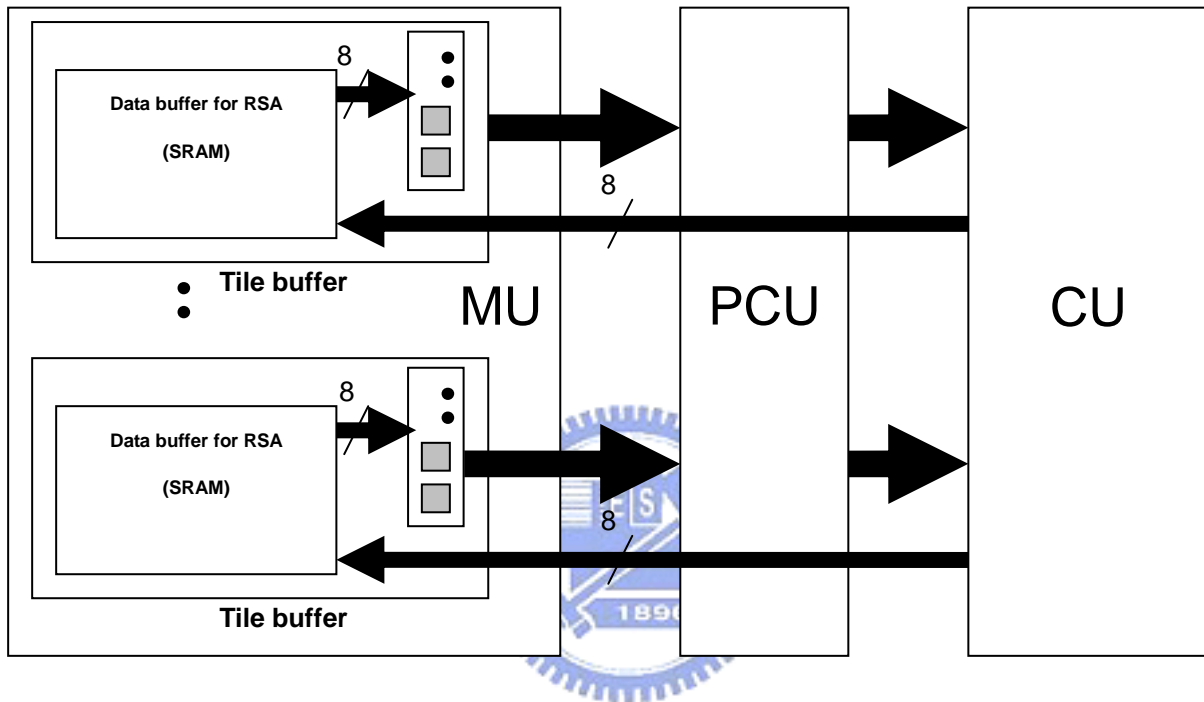 8
Data buffer for RSA
(SRAM)
8
Tile buffer
MU
PCU
CU
8
Data buffer for RSA
(SRAM)
E S
8
1896
Tile buffer